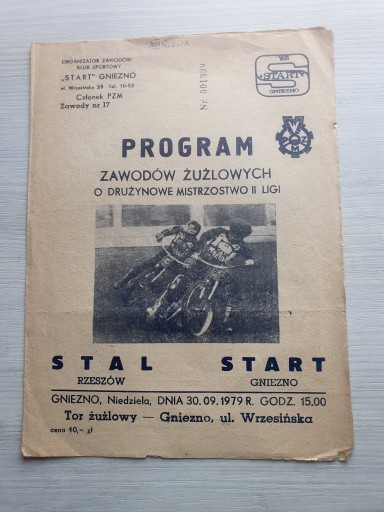 ORGANIZATOR ZAWODÓW:
KLUB SPORTOWY
„START" GNIEZNO
ul. Wrzesińska 29 Tel. 10-53
Członek PZM
Zawody nr 17
Nr 001939
START
GNIEZNO
PROGRAM
ZAWODÓW ŻUŻLOWYCH
O DRUŻYNOWE MISTRZOSTWO II LIGI
STAL START
RZESZÓW GNIEZNO
GNIEZNO, Niedziela, DNIA 30.09.1979 R. GODZ. 15,00
Tor żużlowy — Gniezno, ul. Wrzesińska
cena 10,- zł